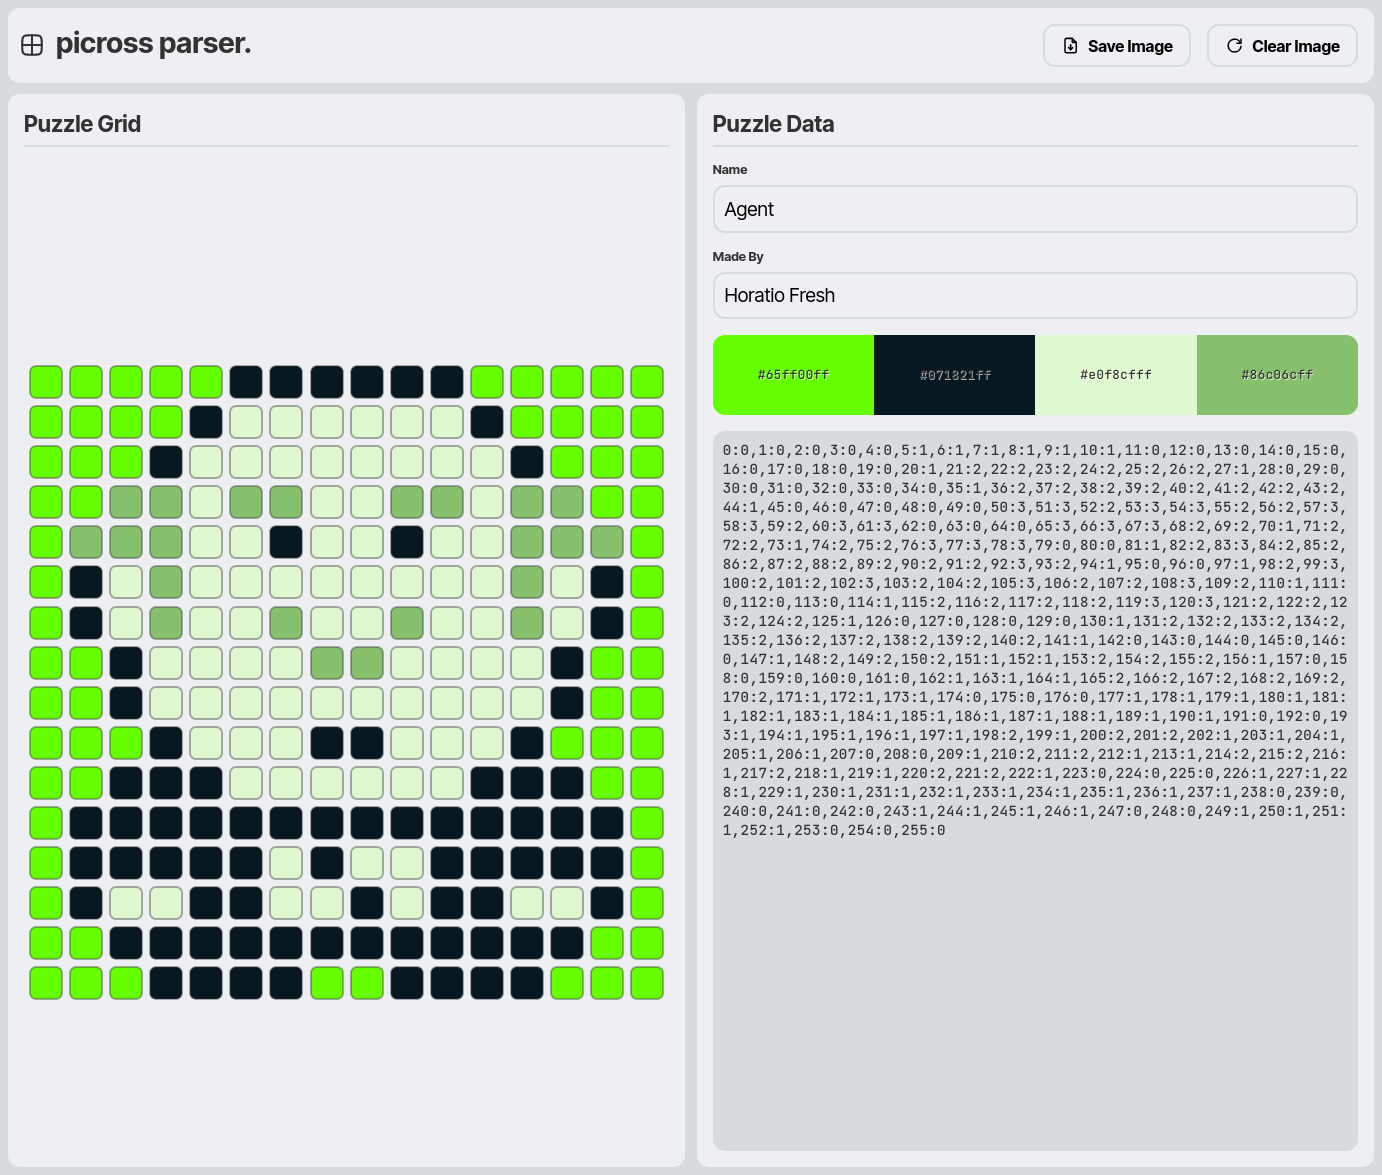 picross parser.
Save Image
Clear Image
Puzzle Grid
Puzzle Data
Name
Agent
Made By
Horatio Fresh
#65ff00ff
#071821ff
#e0f8cfff
#86c06cff
0:0,1:0,2:0,3:0,4:0,5:1,6:1,7:1,8:1,9:1,10:1,11:0,12:0,13:0,14:0,15:0,
16:0,17:0,18:0,19:0,20:1,21:2,22:2,23:2,24:2,25:2,26:2,27:1,28:0,29:0,
30:0,31:0,32:0,33:0,34:0,35:1,36:2,37:2,38:2,39:2,40:2,41:2,42:2,43:2,
44:1,45:0,46:0,47:0,48:0,49:0,50:3,51:3,52:2,53:3,54:3,55:2,56:2,57:3,
58:3,59:2,60:3,61:3,62:0,63:0,64:0,65:3,66:3,67:3,68:2,69:2,70:1,71:2,
72:2,73:1,74:2,75:2,76:3,77:3,78:3,79:0,80:0,81:1,82:2,83:3,84:2,85:2,
86:2,87:2,88:2,89:2,90:2,91:2,92:3,93:2,94:1,95:0,96:0,97:1,98:2,99:3,
100:2,101:2,102:3,103:2,104:2,105:3,106:2,107:2,108:3,109:2,110:1,111:
0,112:0,113:0,114:1,115:2,116:2,117:2,118:2,119:3,120:3,121:2,122:2,12
3:2,124:2,125:1,126:0,127:0,128:0,129:0,130:1,131:2,132:2,133:2,134:2,
135:2,136:2,137:2,138:2,139:2,140:2,141:1,142:0,143:0,144:0,145:0,146:
0,147:1,148:2,149:2,150:2,151:1,152:1,153:2,154:2,155:2,156:1,157:0,15
8:0,159:0,160:0,161:0,162:1,163:1,164:1,165:2,166:2,167:2,168:2,169:2,
170:2,171:1,172:1,173:1,174:0,175:0,176:0,177:1,178:1,179:1,180:1,181:
1,182:1,183:1,184:1,185:1,186:1,187:1,188:1,189:1,190:1,191:0,192:0,19
3:1,194:1,195:1,196:1,197:1,198:2,199:1,200:2,201:2,202:1,203:1,204:1,
205:1,206:1,207:0,208:0,209:1,210:2,211:2,212:1,213:1,214:2,215:2,216:
1,217:2,218:1,219:1,220:2,221:2,222:1,223:0,224:0,225:0,226:1,227:1,22
8:1,229:1,230:1,231:1,232:1,233:1,234:1,235:1,236:1,237:1,238:0,239:0,
240:0,241:0,242:0,243:1,244:1,245:1,246:1,247:0,248:0,249:1,250:1,251:
1,252:1,253:0,254:0,255:0